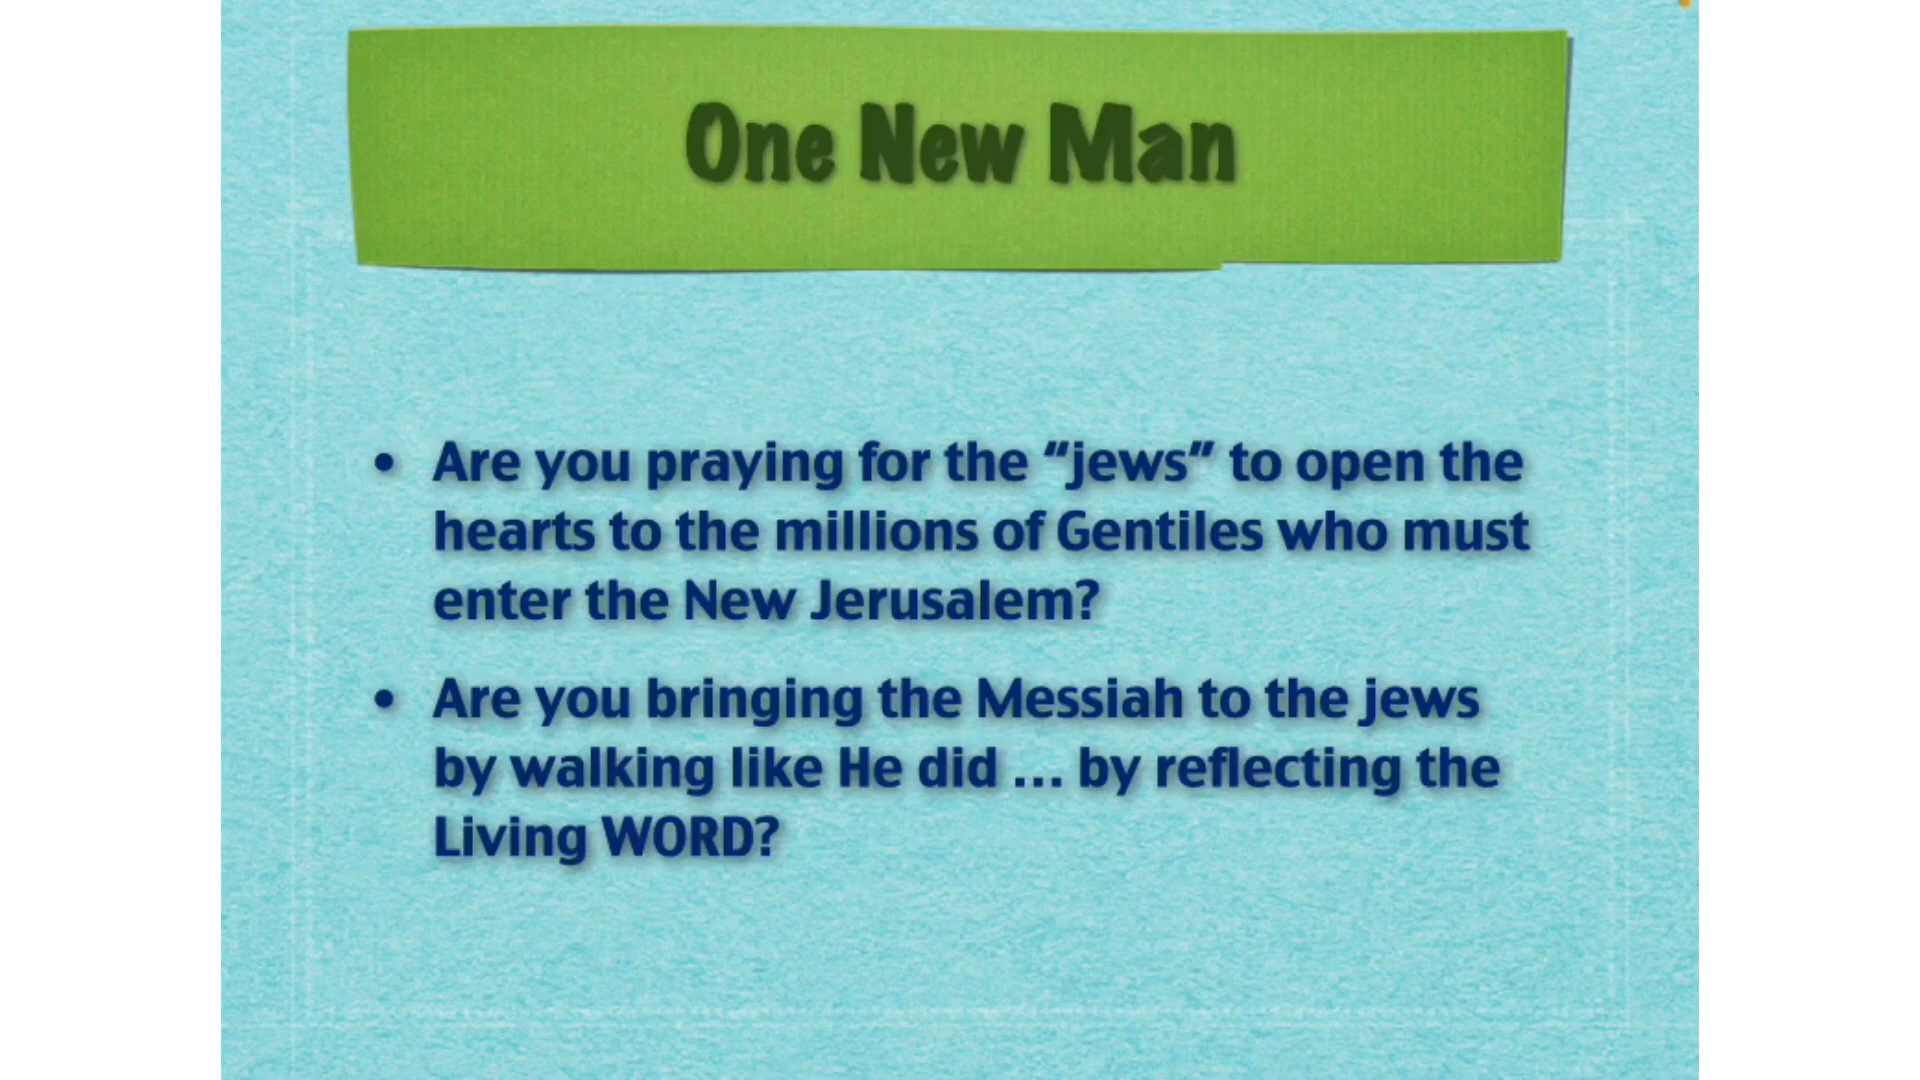 One New Man
• Are you praying for the “jews” to open the
hearts to the millions of Gentiles who must
enter the New Jerusalem?
• Are you bringing the Messiah to the jews
by walking like He did … by reflecting the
Living WORD?